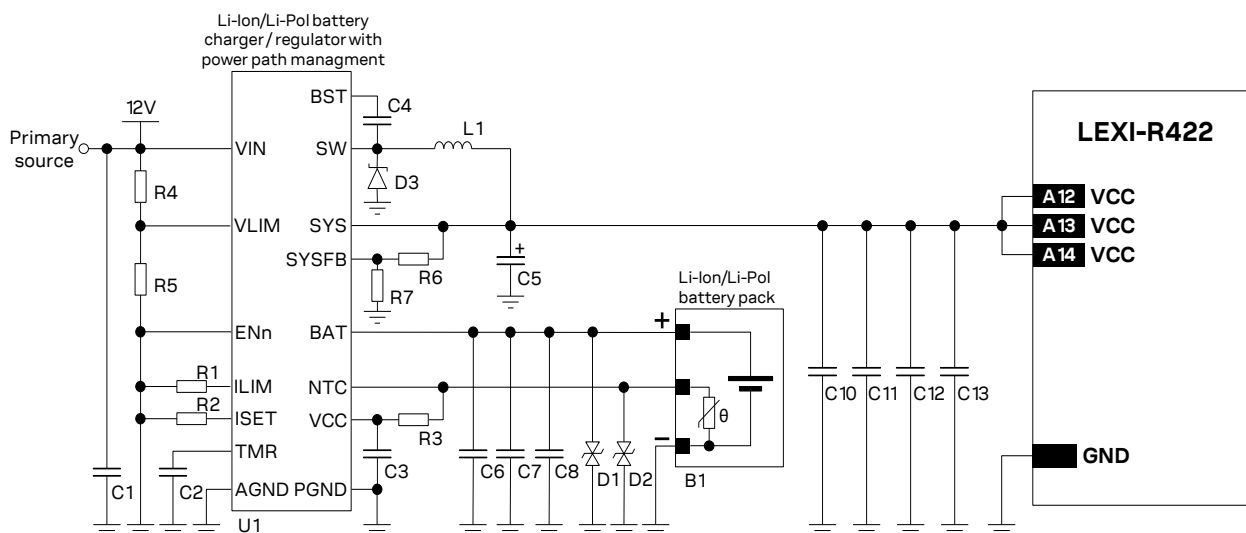 Li-Ion/Li-Pol battery
charger / regulator with
power path managment
12V
Primary
source
BST
C4
L1
LEXI-R422
VIN
SW
R4
D3
A12 VCC
VLIM
SYS
A13 VCC
SYSFB
R6
+
A14 VCC
R5
R7
C5
Li-Ion/Li-Pol
battery pack
ENn
BAT
+
R1
ILIM
NTC
C10
C11
C12
C13
R2
ISET
VCC
R3
θ
TMR
–
C1
C2
AGND
PGND
C3
C6
C7
C8
D1
D2
B1
GND
U1